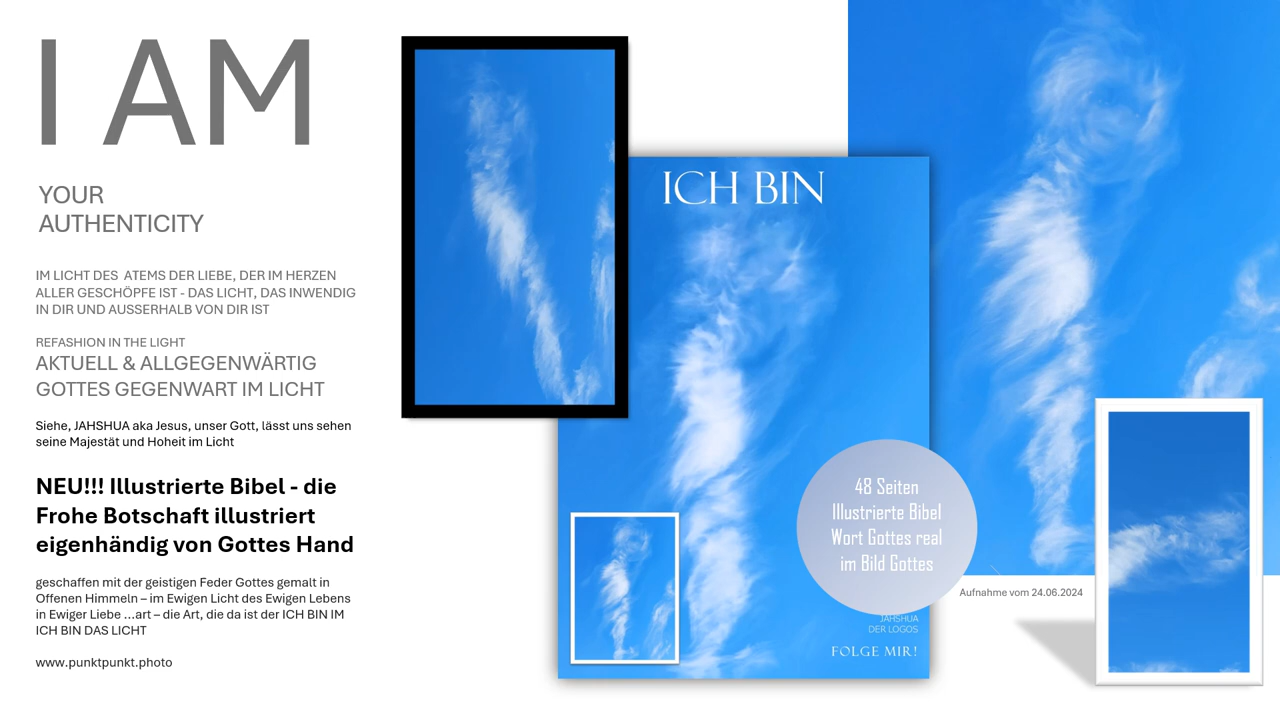 I AM
YOUR
AUTHENTICITY
IM LICHT DES  ATEMS DER LIEBE, DER IM HERZEN
ALLER GESCHÖPFE IST - DAS LICHT, DAS INWENDIG
IN DIR UND AUSSERHALB VON DIR IST
REFASHION IN THE LIGHT
AKTUELL & ALLGEGENWÄRTIG
GOTTES GEGENWART IM LICHT
Siehe, JAHSHUA aka Jesus, unser Gott, lässt uns sehen
seine Majestät und Hoheit im Licht
NEU!!! Illustrierte Bibel - die
Frohe Botschaft illustriert
eigenhändig von Gottes Hand
geschaffen mit der geistigen Feder Gottes gemalt in
Offenen Himmeln – im Ewigen Licht des Ewigen Lebens
in Ewiger Liebe ...art – die Art, die da ist der ICH BIN IM
ICH BIN DAS LICHT
www.punktpunkt.photo
ICH BIN
48 Seiten
Illustrierte Bibel
Wort Gottes real
im Bild Gottes
JAHSHUA
DER LOGOS
FOLGE MIR!
Aufnahme vom 24.06.2024